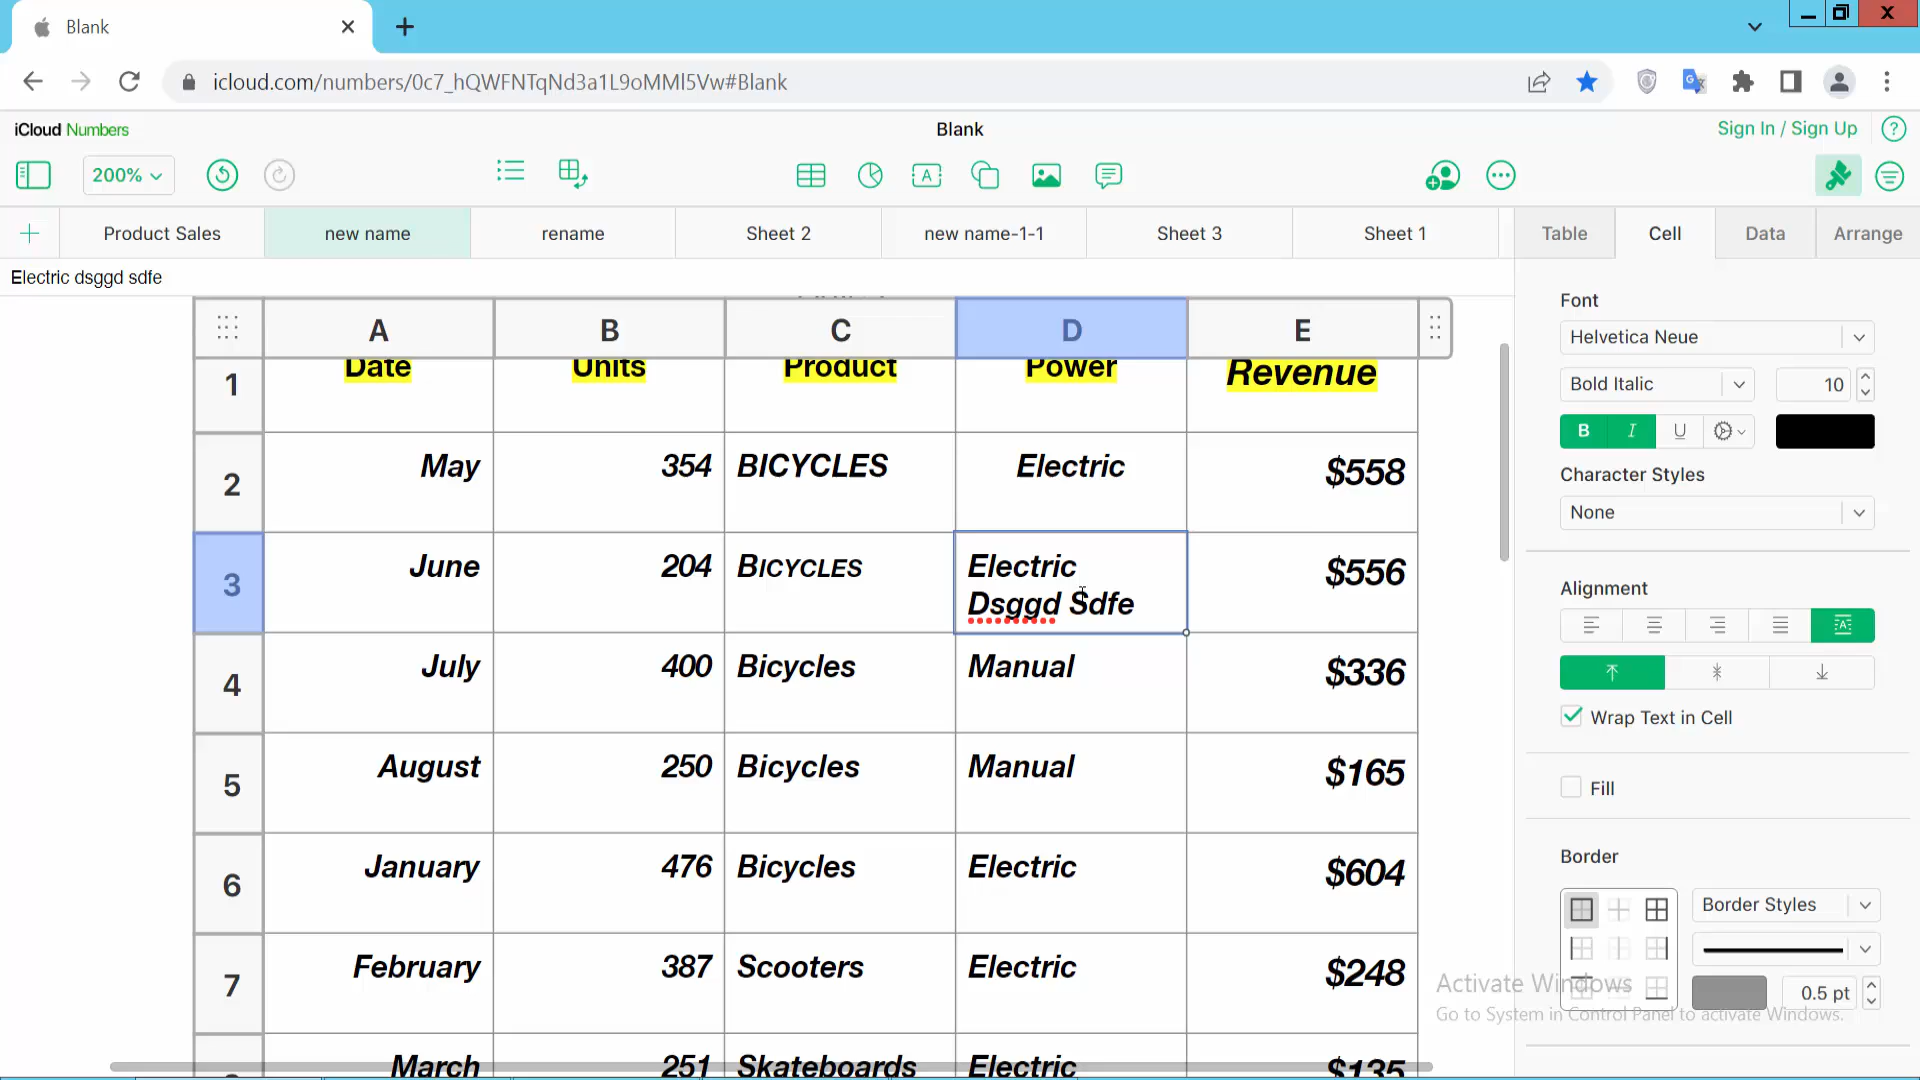 Blank
icloud.com/numbers/0c7_hQWFNTqNd3a1L9oMMl5Vw#Blank
iCloud Numbers
Blank
Sign In / Sign Up
200%
Product Sales
new name
rename
Sheet 2
new name-1-1
Sheet 3
Sheet 1
Table
Cell
Data
Arrange
Electric dsggd sdfe
A B C D E
1 Date Units Product Power Revenue
2 May 354 BICYCLES Electric $558
3 June 204 BICYCLES Electric $556
Dsggd Sdfe
4 July 400 Bicycles Manual $336
5 August 250 Bicycles Manual $165
6 January 476 Bicycles Electric $604
7 February 387 Scooters Electric $248
March 251 Skateboards Electric $135
Font
Helvetica Neue
Bold Italic 10
B I U
Character Styles
None
Alignment
Wrap Text in Cell
Fill
Border
Border Styles
0.5 pt
Activate Windows
Go to System in Control Panel to activate Windows.